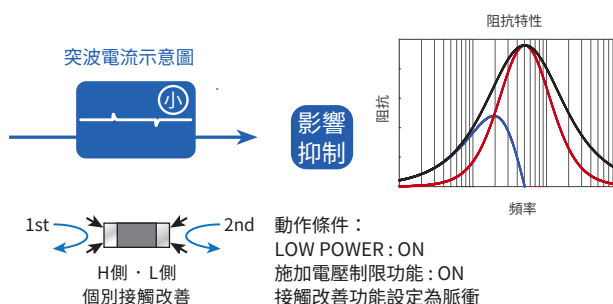 突波電流示意圖
小
影響
抑制
阻抗特性
阻抗
頻率
1st
2nd
H側・L側
個別接觸改善
動作條件：
LOW POWER : ON
施加電壓制限功能 : ON
接觸改善功能設定為脈衝